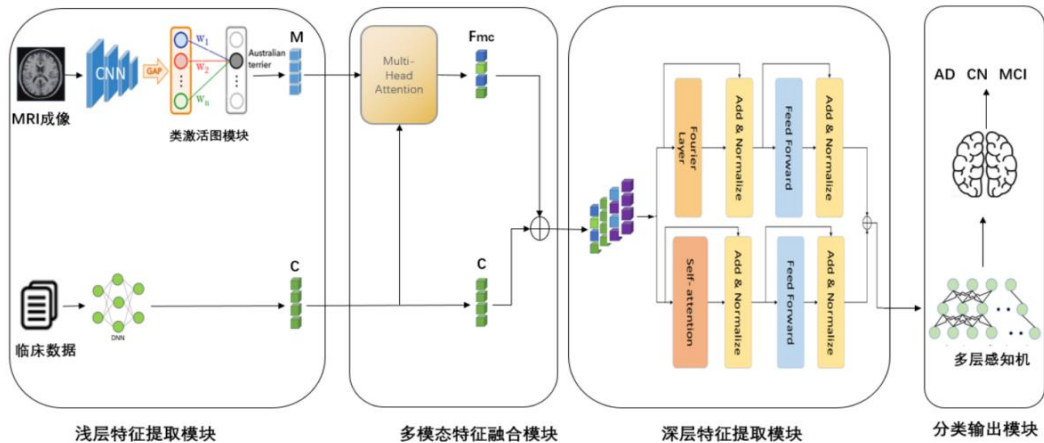 MRI成像
CNN
GAP
W1
W2
Wn
Australian
terrier
类激活图模块
M
临床数据
DNN
C
浅层特征提取模块
Multi-
Head
Attention
Fmc
C
多模态特征融合模块
Fourier
Layer
Add & Normalize
Feed Forward
Add & Normalize
Self- attention
Add & Normalize
Feed Forward
Add & Normalize
深层特征提取模块
AD CN MCI
多层感知机
分类输出模块